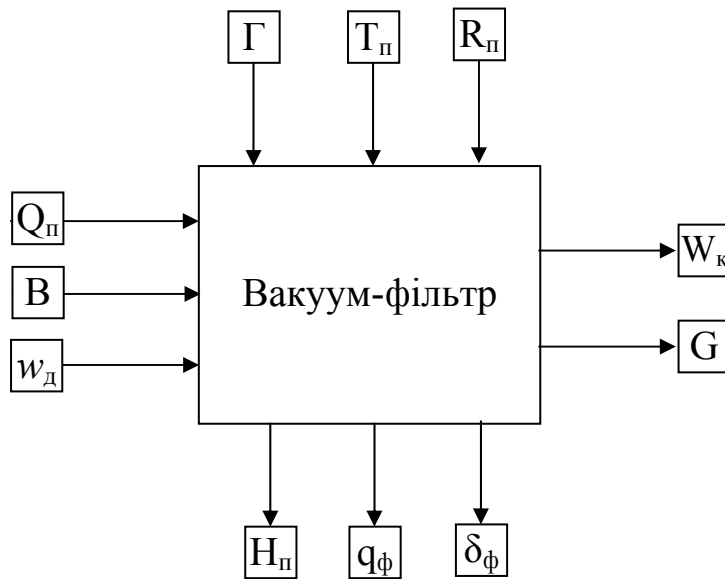 Г Тп Rп
Qп
В
wд
Вакуум-фільтр
Wк
G
Нп qф δф